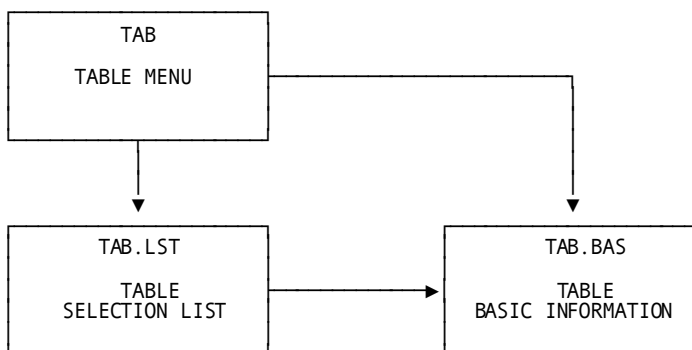 TAB
TABLE MENU
TAB.LST
TABLE
SELECTION LIST
TAB.BAS
TABLE
BASIC INFORMATION